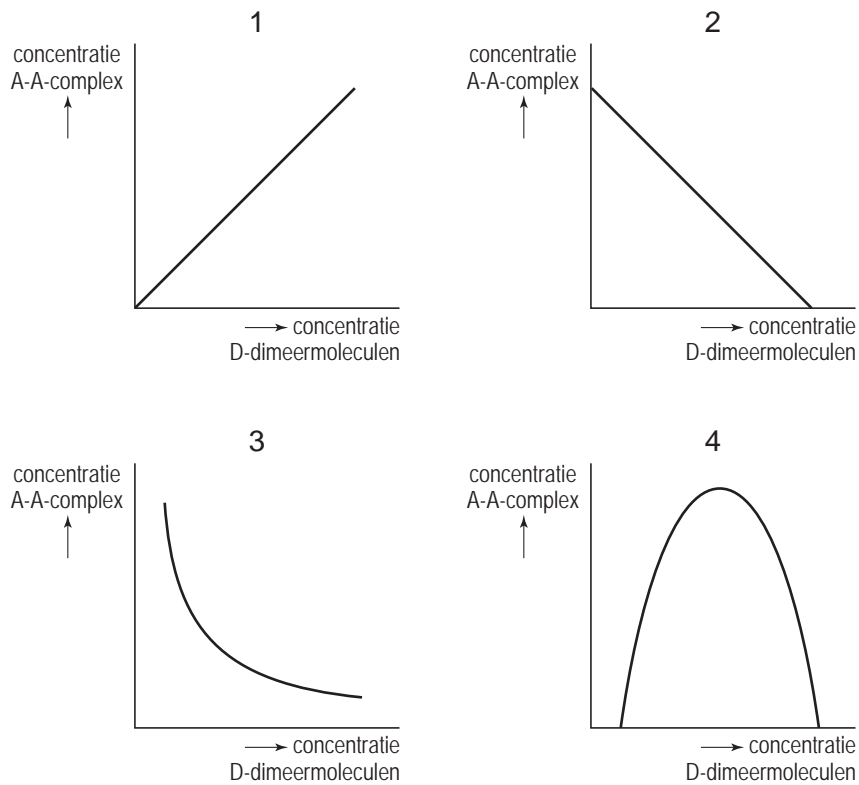 1
concentratie
A-A-complex
concentratie
D-dimeermoleculen
2
concentratie
A-A-complex
concentratie
D-dimeermoleculen
3
concentratie
A-A-complex
concentratie
D-dimeermoleculen
4
concentratie
A-A-complex
concentratie
D-dimeermoleculen